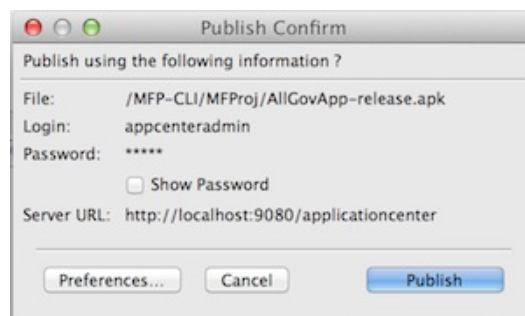 Publish Confirm
Publish using the following information ?
File: /MFP-CLI/MFProj/AllGovApp-release.apk
Login: appcenteradmin
Password: *****
Show Password
Server URL: http://localhost:9080/applicationcenter
Preferences... Cancel Publish